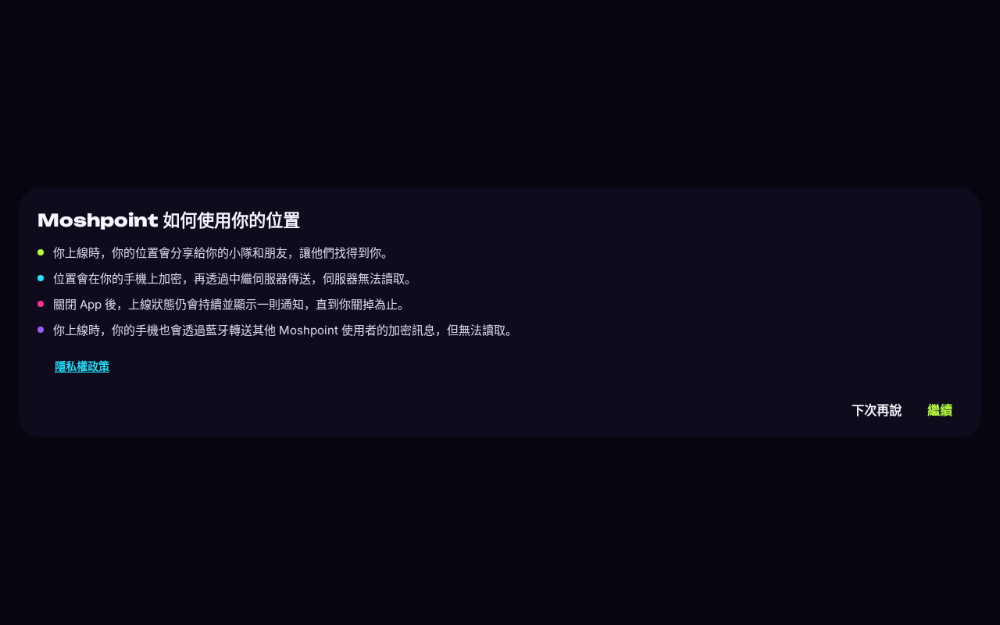 Moshpoint 如何使用你的位置
你上線時，你的位置會分享給你的小隊和朋友，讓他們找得到你。
位置會在你的手機上加密，再透過中繼伺服器傳送，伺服器無法讀取。
關閉 App 後，上線狀態仍會持續並顯示一則通知，直到你關掉為止。
你上線時，你的手機也會透過藍牙轉送其他 Moshpoint 使用者的加密訊息，但無法讀取。
隱私權政策
下次再說 繼續